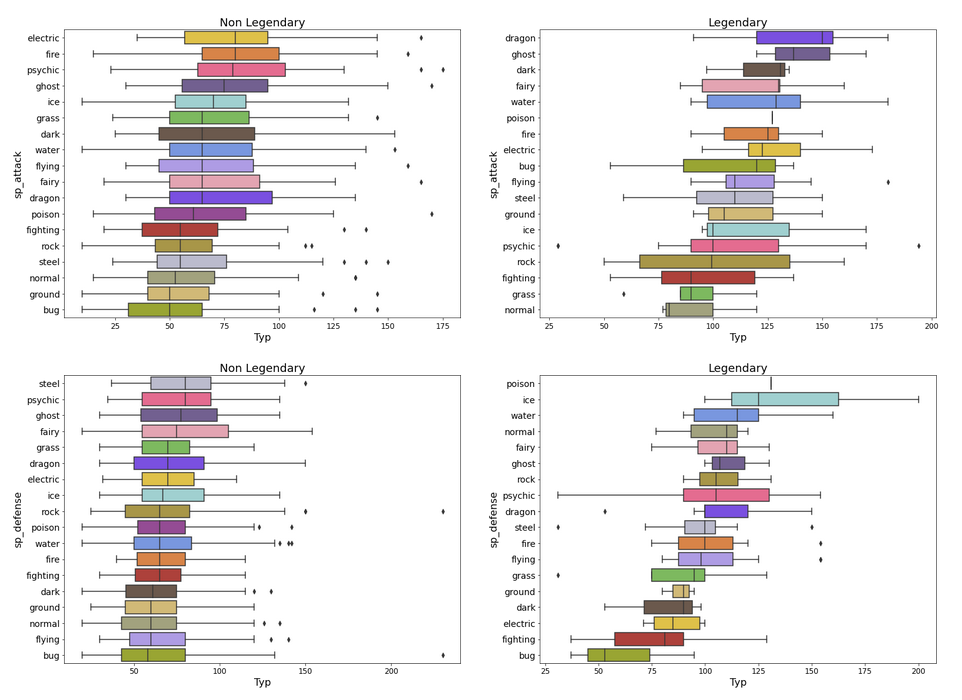 Non Legendary
sp_attack
electric
fire
psychic
ghost
ice
grass
dark
water
flying
fairy
dragon
poison
fighting
rock
steel
normal
ground
bug
25 50 75 100 125 150 175
Typ
Legendary
sp_attack
dragon
ghost
dark
fairy
water
poison
fire
electric
bug
flying
steel
ground
ice
psychic
rock
fighting
grass
normal
25 50 75 100 125 150 175 200
Typ
Non Legendary
sp_defense
steel
psychic
ghost
fairy
grass
dragon
electric
ice
rock
poison
water
fire
fighting
dark
ground
normal
flying
bug
50 100 150 200
Typ
Legendary
sp_defense
poison
ice
water
normal
fairy
ghost
rock
psychic
dragon
steel
fire
flying
grass
ground
dark
electric
fighting
bug
25 50 75 100 125 150 175 200
Typ